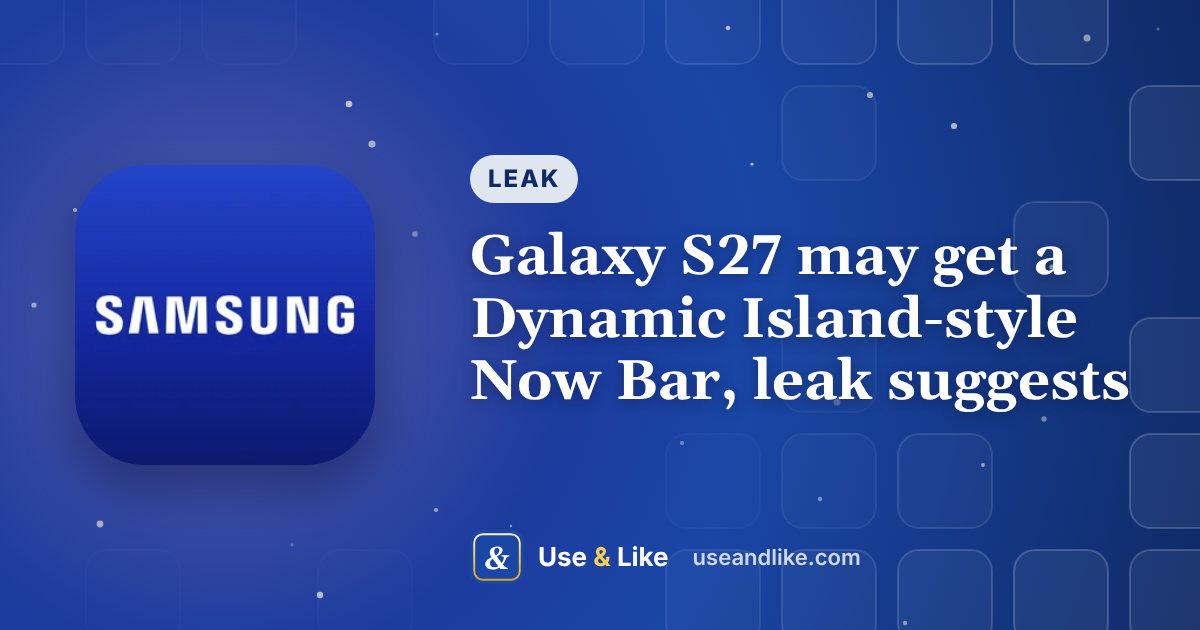 SAMSUNG
LEAK
Galaxy S27 may get a
Dynamic Island-style
Now Bar, leak suggests
& Use & Like useandlike.com